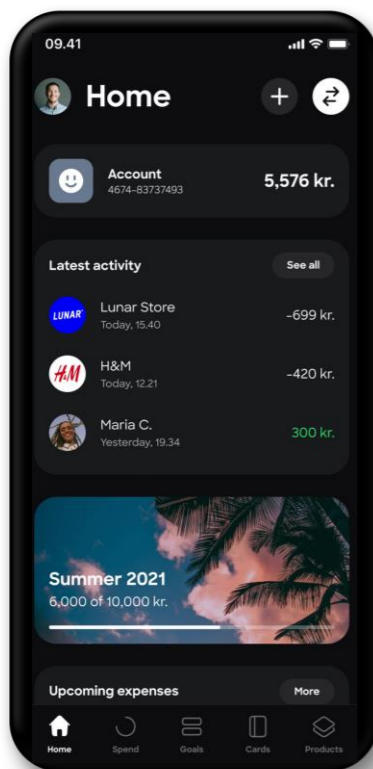 09.41
Home
Account
4674-83737493
5,576 kr.
Latest activity
See all
LUNAR
Lunar Store
Today, 15.40
-699 kr.
H&M
H&M
Today, 12.21
-420 kr.
Maria C.
Yesterday, 19.34
300 kr.
Summer 2021
6,000 of 10,000 kr.
Upcoming expenses
More
Home
Spend
Goals
Cards
Products